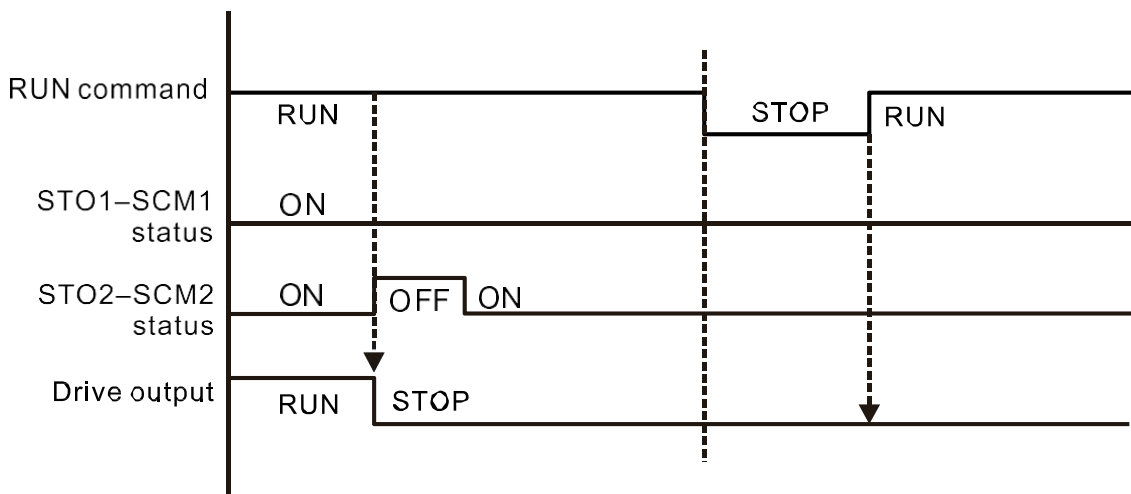 RUN command
RUN
STOP
RUN
STO1–SCM1
status
ON
STO2–SCM2
status
ON
OFF
ON
Drive output
RUN
STOP